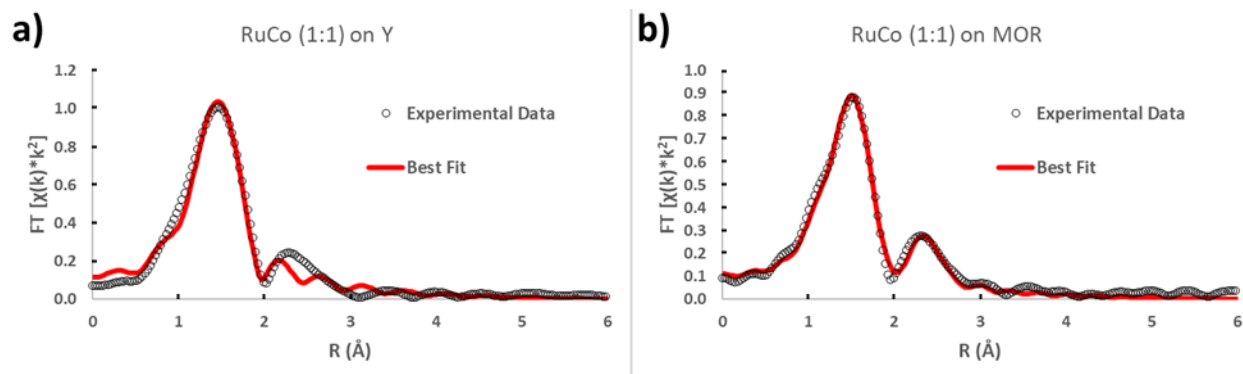 a)
RuCo (1:1) on Y
FT [χ(k)*k²]
1.2
1.0
0.8
0.6
0.4
0.2
0.0
Experimental Data
Best Fit
0 1 2 3 4 5 6
R (Å)
b)
RuCo (1:1) on MOR
FT [χ(k)*k²]
1.0
0.9
0.8
0.7
0.6
0.5
0.4
0.3
0.2
0.1
0.0
Experimental Data
Best Fit
0 1 2 3 4 5 6
R (Å)